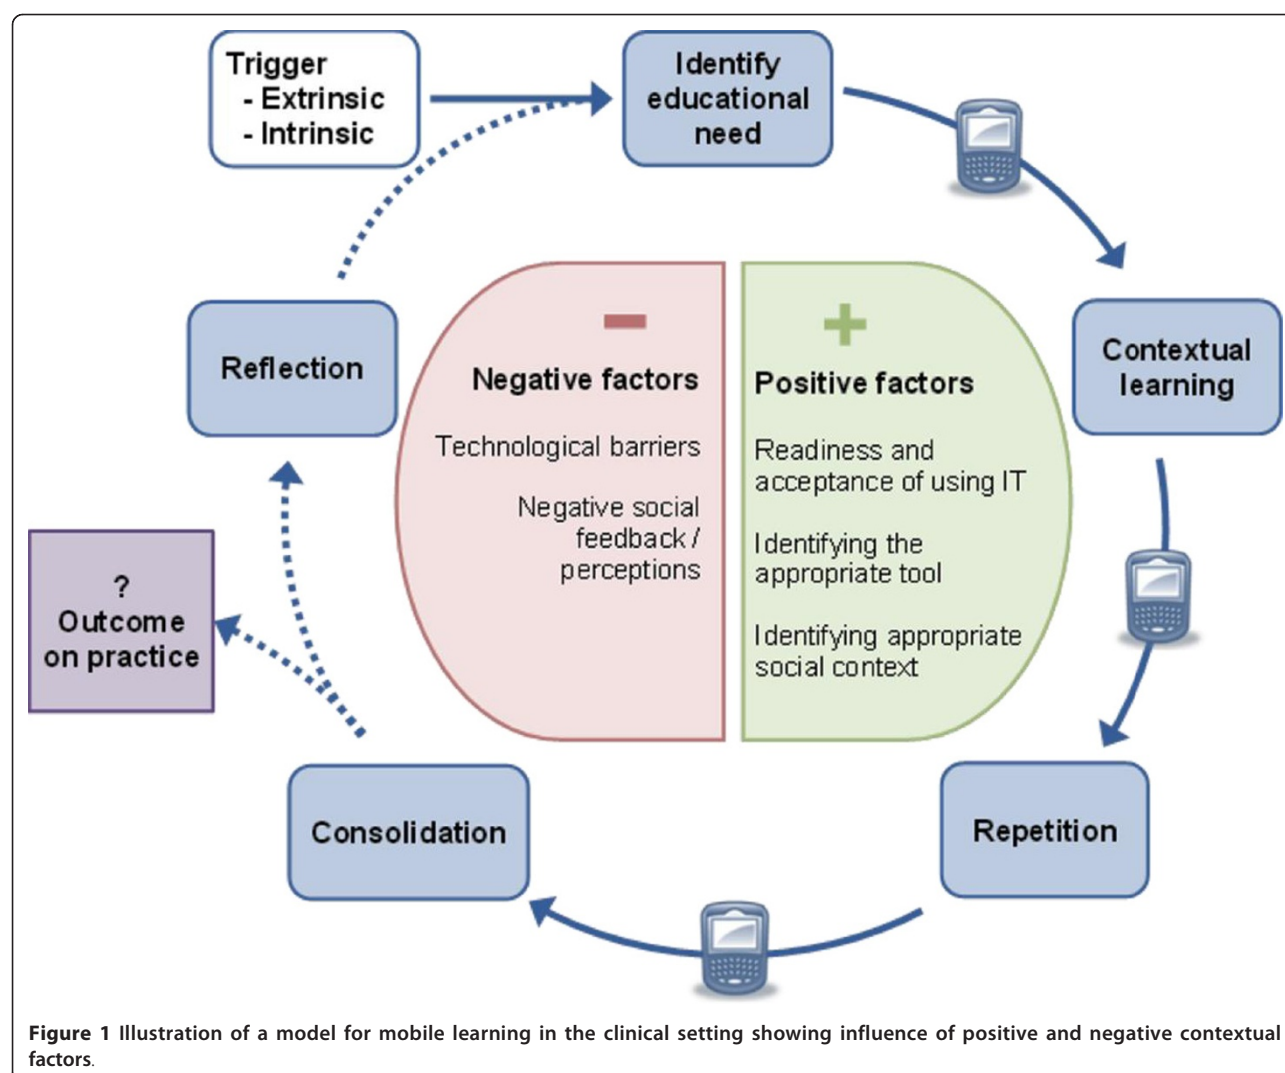 Trigger
- Extrinsic
- Intrinsic
Identify
educational
need
Contextual
learning
Repetition
Consolidation
?
Outcome
on practice
Reflection
Negative factors
Technological barriers
Negative social
feedback /
perceptions
Positive factors
Readiness and
acceptance of using IT
Identifying the
appropriate tool
Identifying appropriate
social context
Figure 1 Illustration of a model for mobile learning in the clinical setting showing influence of positive and negative contextual
factors.